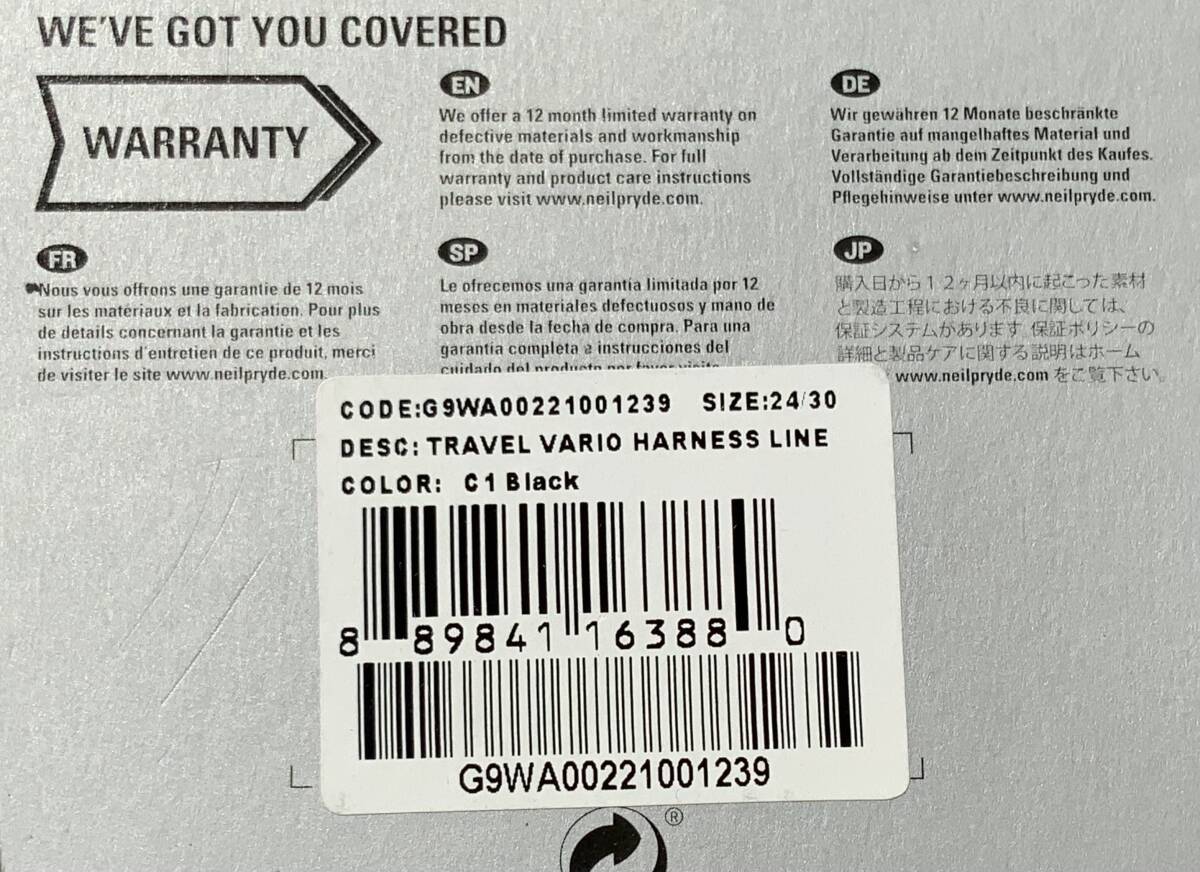 WE'VE GOT YOU COVERED
WARRANTY
EN
We offer a 12 month limited warranty on
defective materials and workmanship
from the date of purchase. For full
warranty and product care instructions
please visit www.neilpryde.com.
DE
Wir gewähren 12 Monate beschränkte
Garantie auf mangelhaftes Material und
Verarbeitung ab dem Zeitpunkt des Kaufes.
Vollständige Garantiebeschreibung und
Pflegehinweise unter www.neilpryde.com.
FR
Nous vous offrons une garantie de 12 mois
sur les matériaux et la fabrication. Pour plus
de details concernant la garantie et les
instructions d'entretien de ce produit, merci
de visiter le site www.neilpryde.com.
SP
Le ofrecemos una garantia limitada por 12
meses en materiales defectuosos y mano de
obra desde la fecha de compra. Para una
garantia completa e instrucciones del
cuidado del producto por favor visite
JP
購入日から１２ヶ月以内に起こった素材
と製造工程における不良に関しては、
保証システムがあります 保証ポリシーの
詳細と製品ケアに関する説明はホーム
www.neilpryde.com をご覧下さい。
CODE:G9WA00221001239 SIZE:24/30
DESC: TRAVEL VARIO HARNESS LINE
COLOR: C1 Black
8 89841 16388 0
G9WA00221001239
®